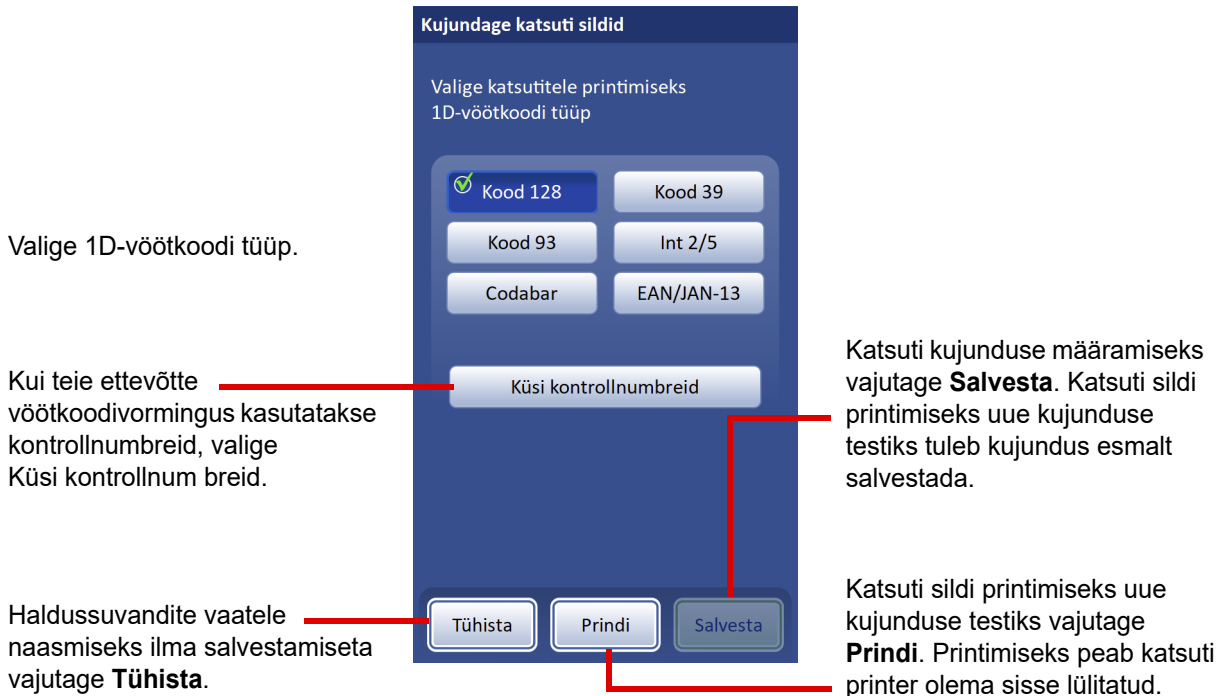 Kujundage katsuti sildid
Valige katsutitele printimiseks
1D-vöötkoodi tüüp
Kood 128
Kood 39
Kood 93
Int 2/5
Codabar
EAN/JAN-13
Küsi kontrollnumbreid
Tühista
Prindi
Salvesta
Valige 1D-vöötkoodi tüüp.
Kui teie ettevõtte
vöötkoodivormingus kasutatakse
kontrollnumbreid, valige
Küsi kontrollnum breid.
Haldussuvandite vaatele
naasmiseks ilma salvestamiseta
vajutage Tühista.
Katsuti kujunduse määramiseks
vajutage Salvesta. Katsuti sildi
printimiseks uue kujunduse
testiks tuleb kujundus esmalt
salvestada.
Katsuti sildi printimiseks uue
kujunduse testiks vajutage
Prindi. Printimiseks peab katsuti
printer olema sisse lülitatud.